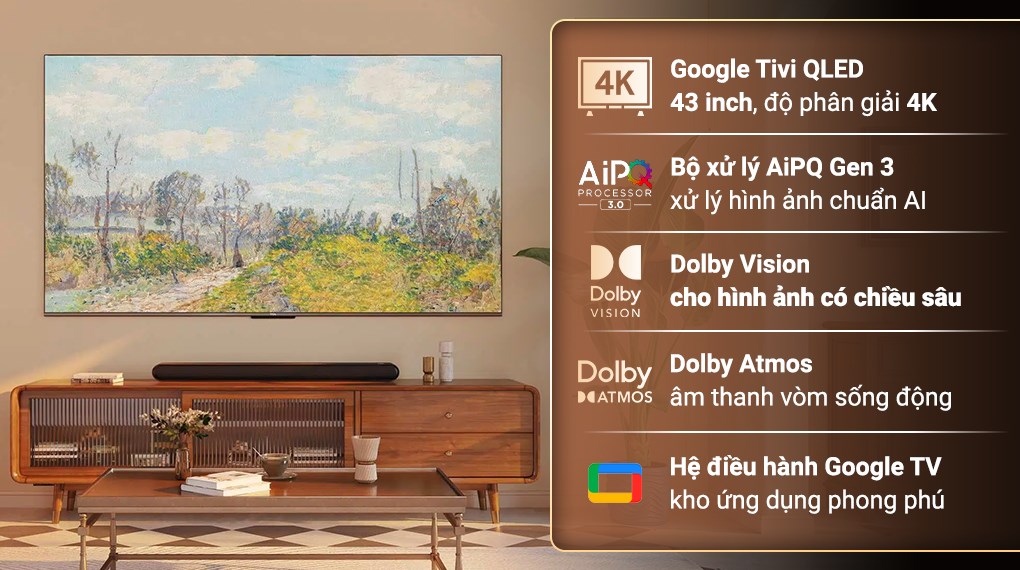 4K
Google Tivi QLED
43 inch, độ phân giải 4K
AiPQ
PROCESSOR
3.0
Bộ xử lý AiPQ Gen 3
xử lý hình ảnh chuẩn AI
Dolby
VISION
Dolby Vision
cho hình ảnh có chiều sâu
Dolby
ATMOS
Dolby Atmos
âm thanh vòm sống động
Hệ điều hành Google TV
kho ứng dụng phong phú